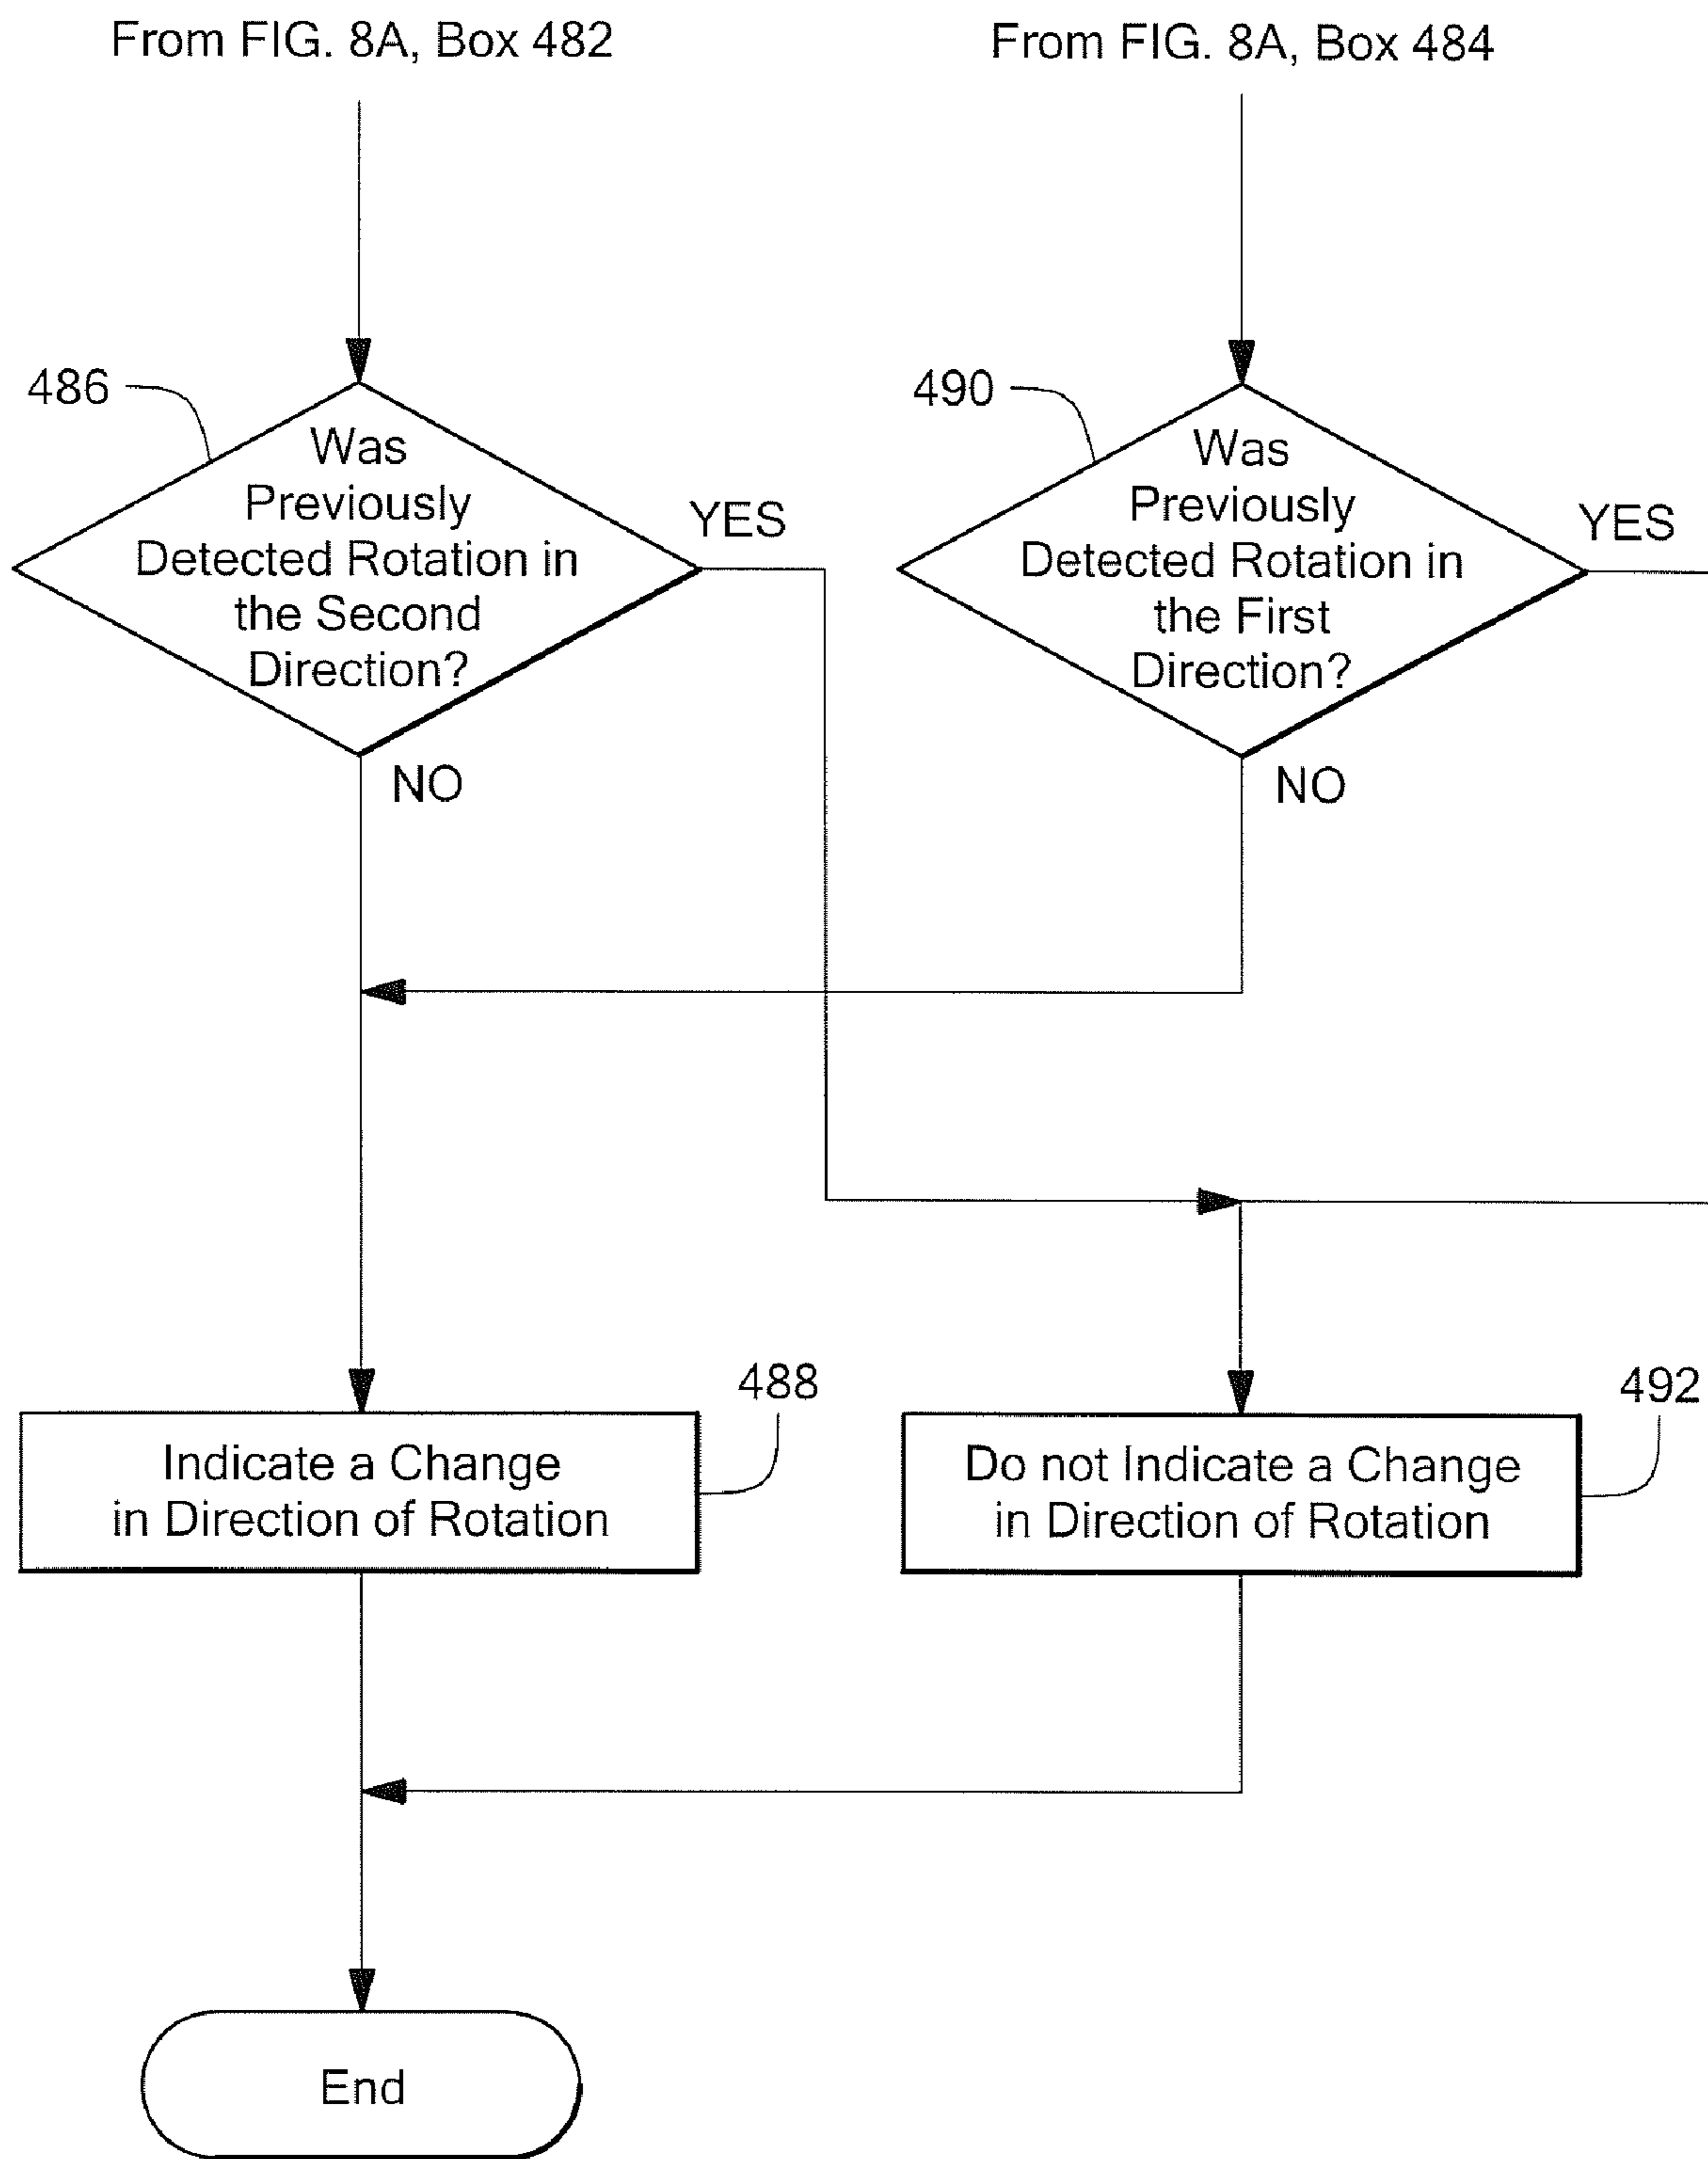 From FIG. 8A, Box 482
From FIG. 8A, Box 484
486
Was
Previously
Detected Rotation in
the Second
Direction?
YES
NO
490
Was
Previously
Detected Rotation in
the First
Direction?
YES
NO
488
Indicate a Change
in Direction of Rotation
492
Do not Indicate a Change
in Direction of Rotation
End